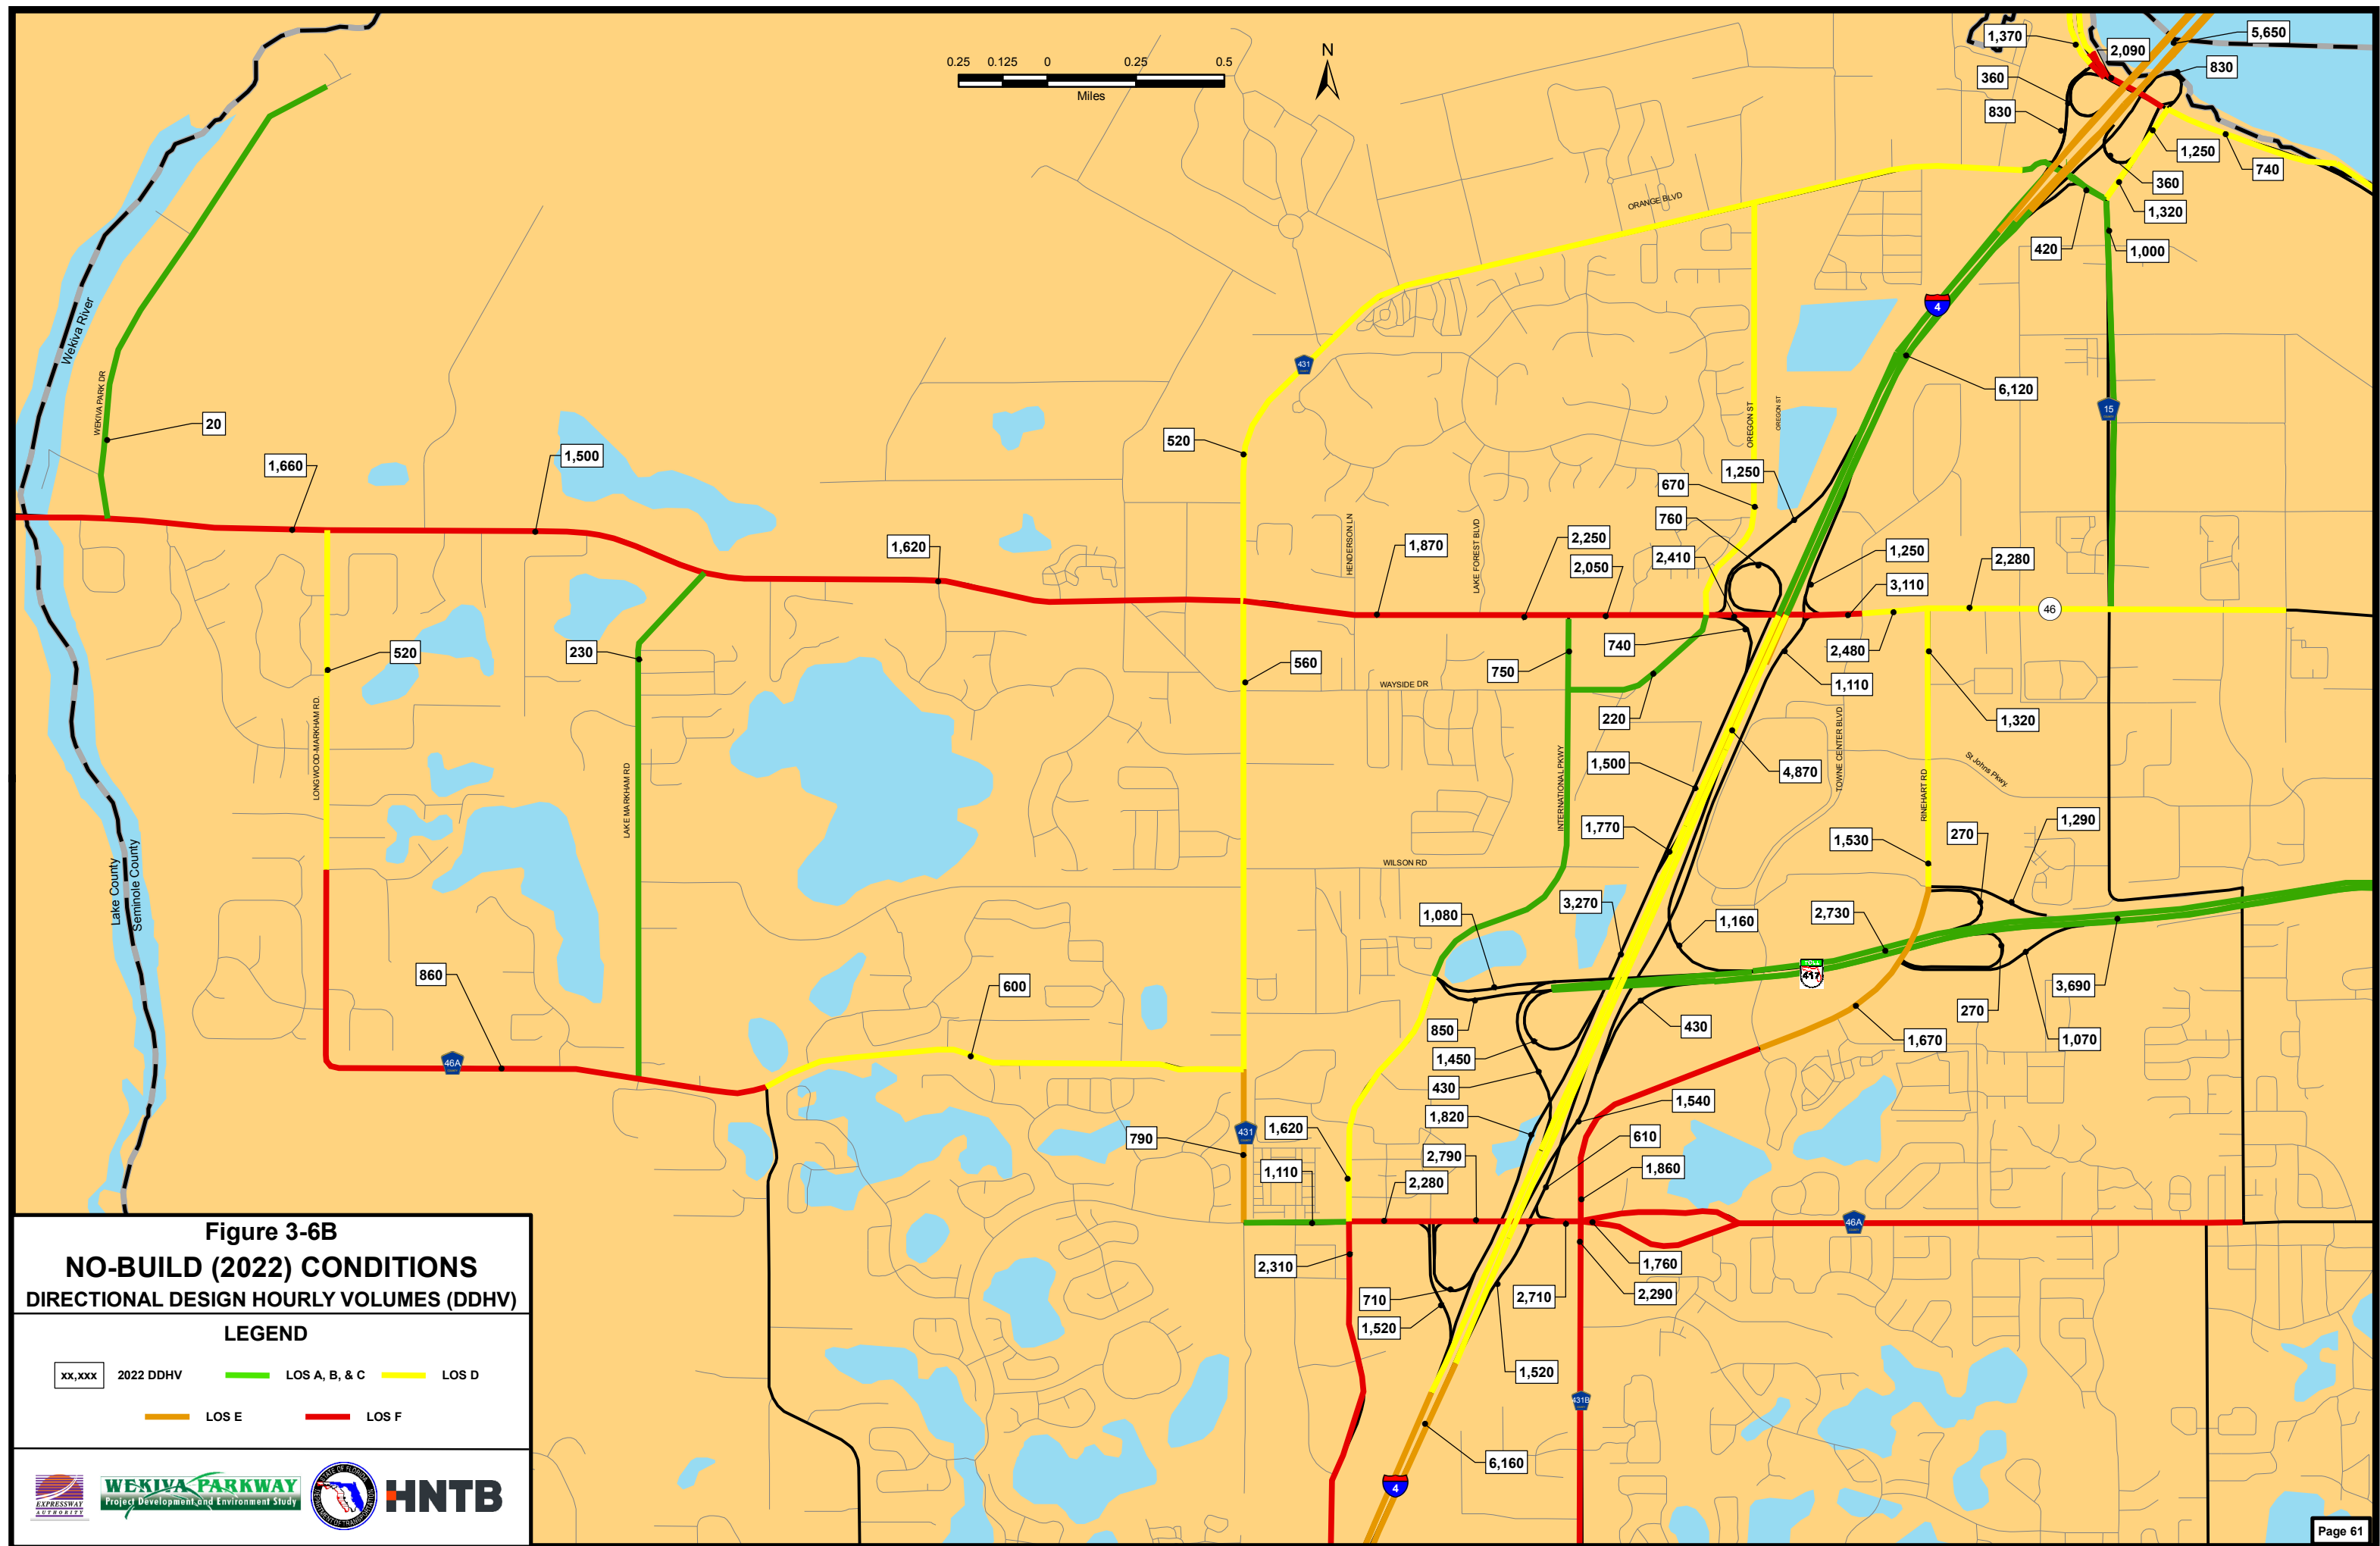 0.25 0.125 0 0.25 0.5
Miles
N
1,370
2,090
5,650
830
360
830
1,250
740
360
1,320
420
1,000
ORANGE BLVD
4
6,120
15
Wekiva River
WEKIVA PARK DR
20
1,660
1,500
431
520
OREGON ST
OREGON ST
1,250
670
760
2,410
1,620
HENDERSON LN
1,870
LAKE FOREST BLVD
2,250
2,050
1,250
3,110
2,280
46
520
230
560
740
750
2,480
1,110
WAYSIDE DR
220
1,320
LONGWOOD-MARKHAM RD
LAKE MARKHAM RD
INTERNATIONAL PKWY
1,500
4,870
TOWNE CENTER BLVD
RINEHART RD
St Johns Pkwy
1,770
1,530
270
1,290
WILSON RD
Lake County
Seminole County
3,270
1,080
1,160
2,730
TOLL
417
860
600
850
430
270
3,690
1,450
1,670
1,070
46A
430
1,820
1,540
431
790
1,620
610
2,790
1,110
2,280
1,860
46A
2,310
1,760
710
2,710
2,290
1,520
1,520
431B
6,160
4
Figure 3-6B
NO-BUILD (2022) CONDITIONS
DIRECTIONAL DESIGN HOURLY VOLUMES (DDHV)
LEGEND
xx,xxx 2022 DDHV LOS A, B, & C LOS D
LOS E LOS F
EXPRESSWAY
AUTHORITY
WEKIVA PARKWAY
Project Development and Environment Study
HNTB
Page 61